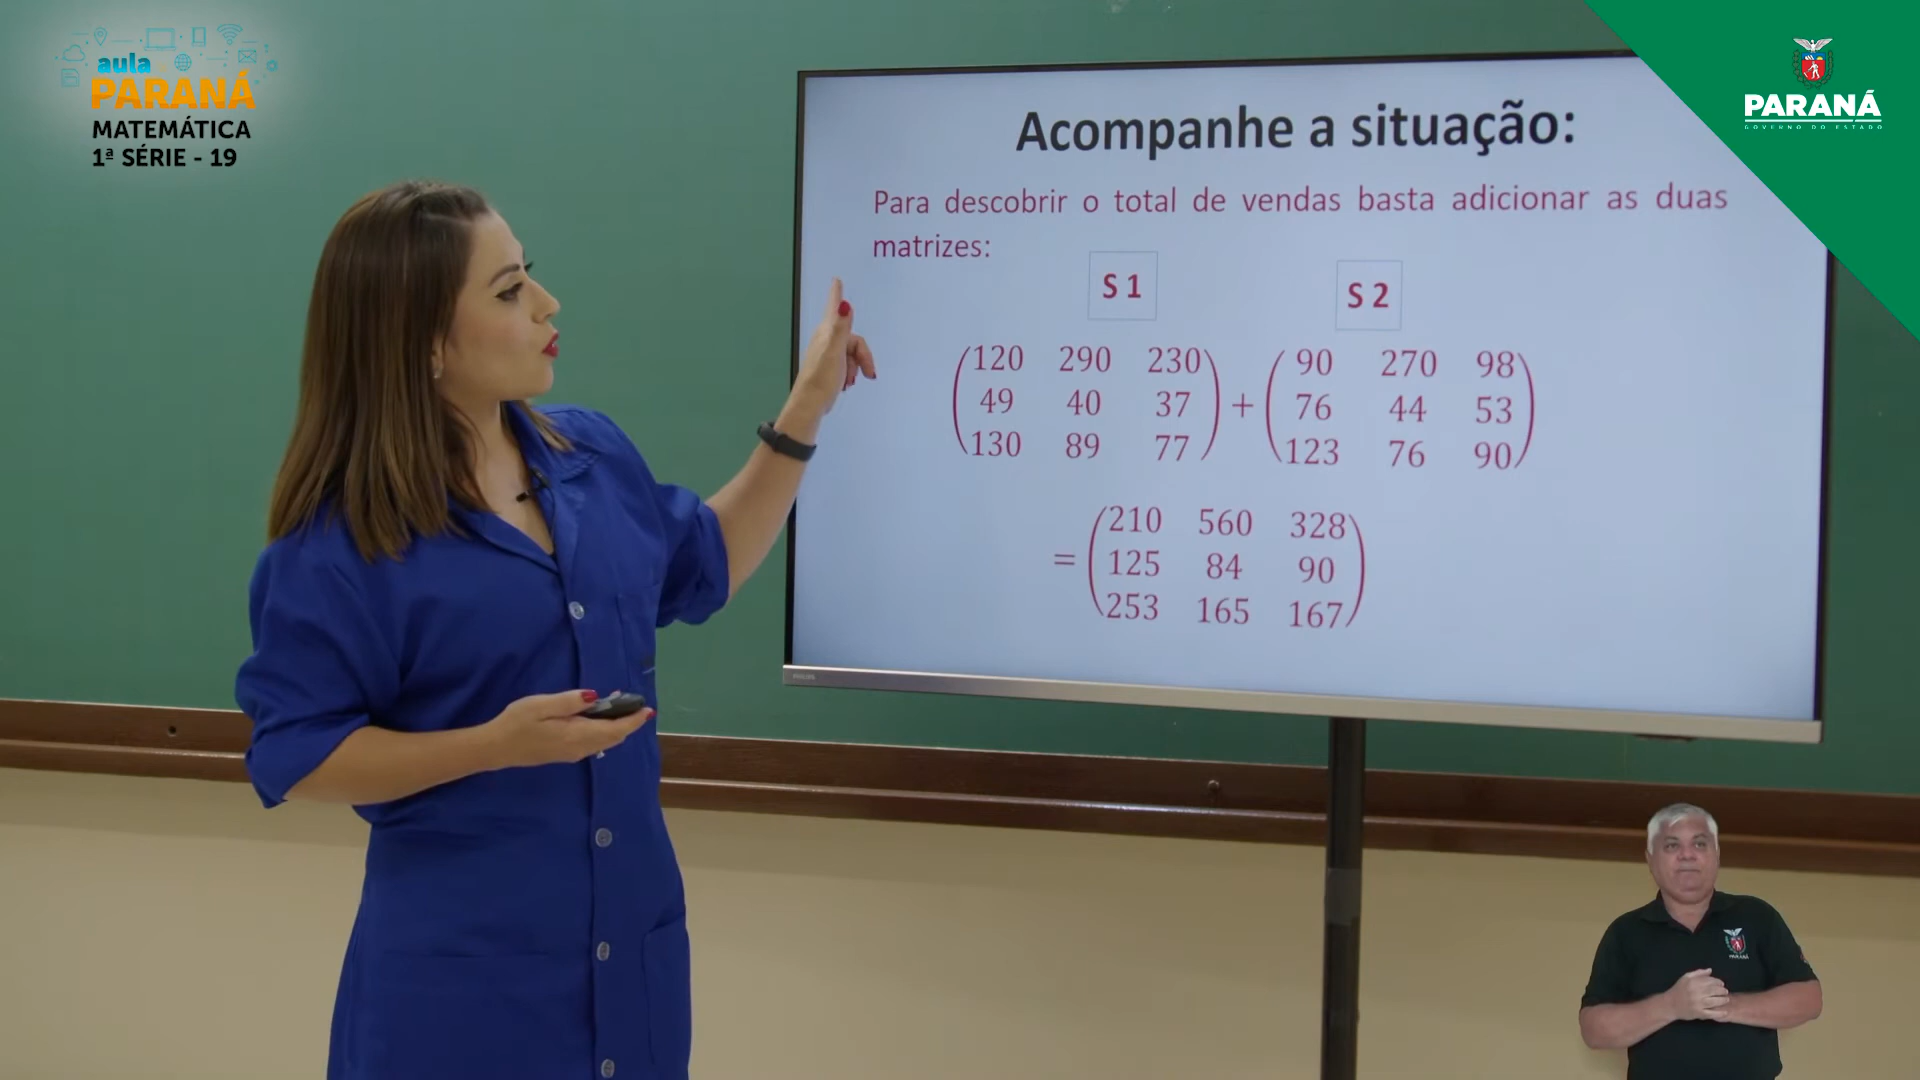 aula
PARANÁ
MATEMÁTICA
1ª SÉRIE - 19
PARANÁ
GOVERNO DO ESTADO
Acompanhe a situação:
Para descobrir o total de vendas basta adicionar as duas
matrizes:
S 1 S 2
(120 290 230) + (90 270 98)
(49 40 37) (76 44 53)
(130 89 77) (123 76 90)
= (210 560 328)
(125 84 90)
(253 165 167)
PHILIPS
PARANÁ